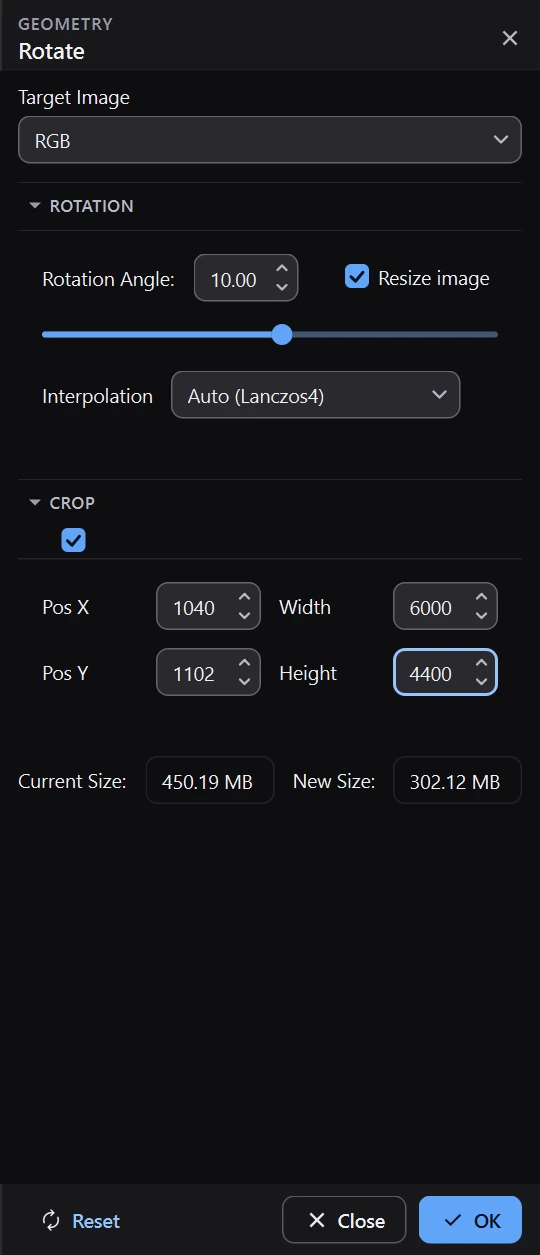 GEOMETRY
Rotate
Target Image
RGB
ROTATION
Rotation Angle: 10.00 Resize image
Interpolation Auto (Lanczos4)
CROP
Pos X 1040 Width 6000
Pos Y 1102 Height 4400
Current Size: 450.19 MB New Size: 302.12 MB
Reset Close OK